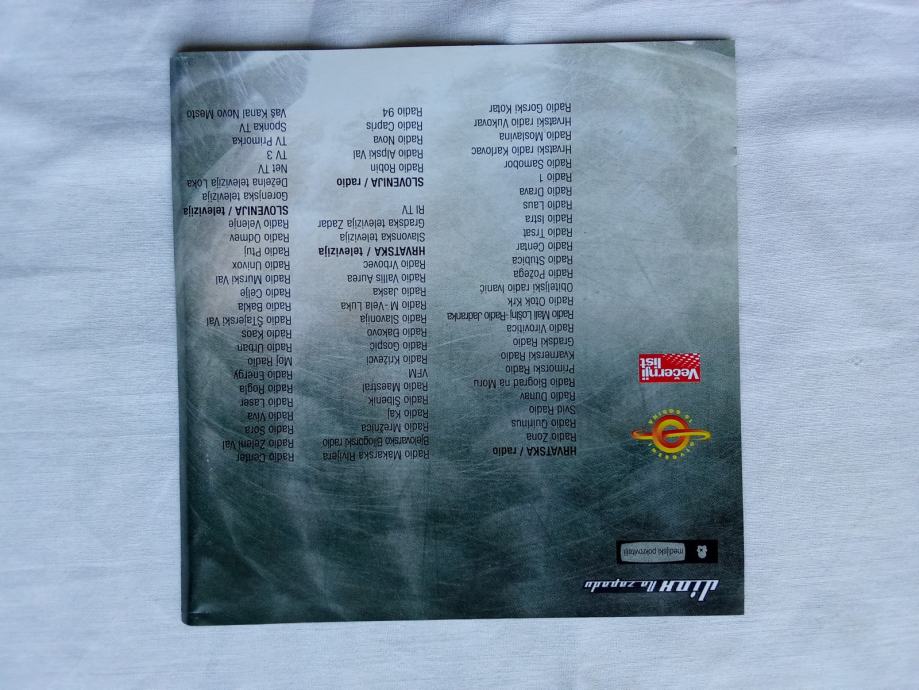 Jinx Na zapadu
medijski pokrovitelji
10 GODINA
Večernji
list
HRVATSKA / radio
Radio Zona
Radio Quirinus
Svid Radio
Radio Dunav
Radio Biograd na Moru
Primorski Radio
Kvarnerski Radio
Gradski Radio
Radio Virovitica
Radio Mali Lošinj-Radio Jadranka
Radio Otok Krk
Obiteljski radio Ivanić
Radio Požega
Radio Stubica
Radio Centar
Radio Trsat
Radio Istra
Radio Laus
Radio Drava
Radio 1
Radio Samobor
Hrvatski radio Karlovac
Radio Moslavina
Hrvatski radio Vukovar
Radio Gorski Kotar
Radio Makarska Rivijera
Bjelovarsko Bilogorski radio
Radio Mrežnica
Radio Kaj
Radio Šibenik
Radio Maestral
VFM
Radio Križevci
Radio Gospić
Radio Đakovo
Radio Slavonija
Radio M - Vela Luka
Radio Jaska
Radio Vallis Aurea
Radio Vrbovec
HRVATSKA / televizija
Slavonska televizija
Gradska televizija Zadar
RI TV
SLOVENIJA / radio
Radio Robin
Radio Alpski Val
Radio Nova
Radio Capris
Radio 94
Radio Center
Radio Zeleni Val
Radio Sora
Radio Viva
Radio Laser
Radio Rogla
Radio Energy
Moj Radio
Radio Urban
Radio Kaos
Radio ŠTajerski Val
Radio Bakla
Radio Celje
Radio Murski Val
Radio Univox
Radio Ptuj
Radio Odmev
Radio Velenje
SLOVENIJA / televizija
Gorenjska televizija
Deželna televizija Loka
Net TV
TV 3
TV Primorka
Sponka TV
Vaš Kanal Novo Mesto